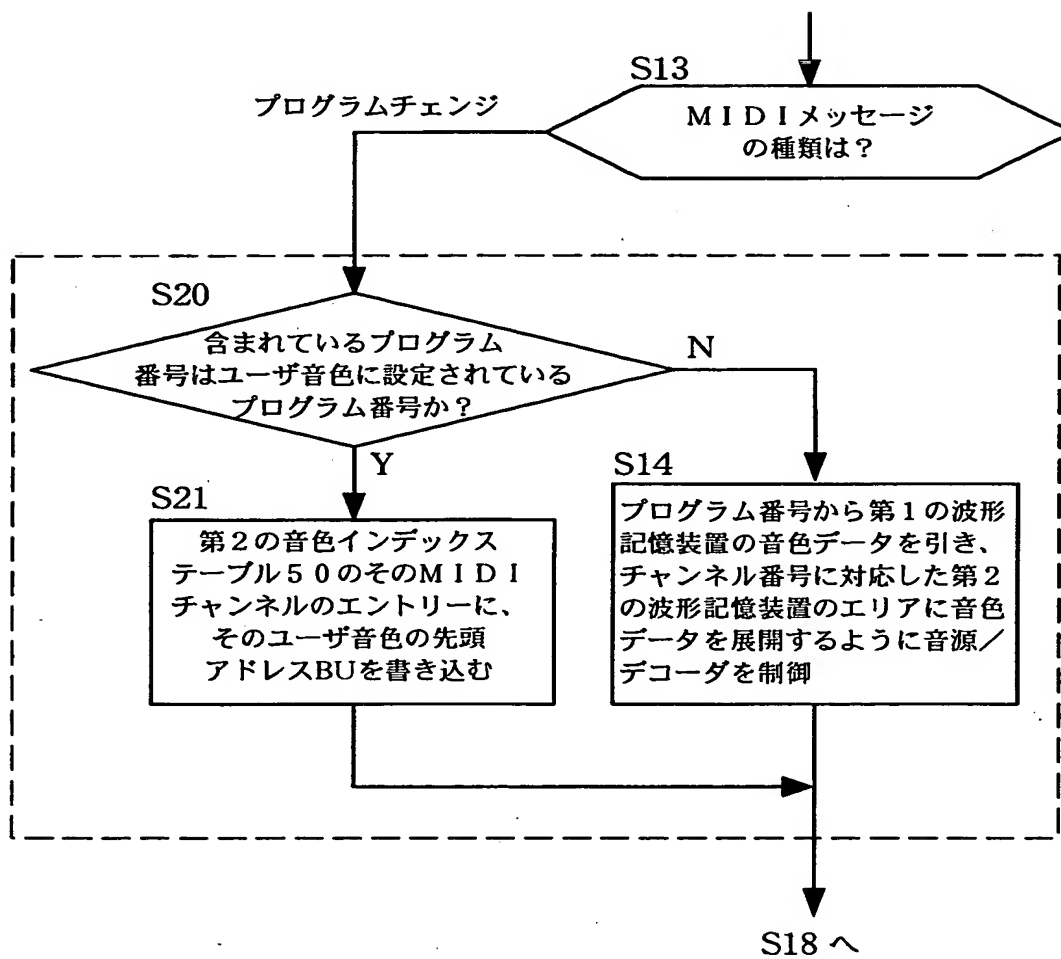 S13
MIDIメッセージ
の種類は?
プログラムチェンジ
S20
含まれているプログラム
番号はユーザ音色に設定されている
プログラム番号か?
N
Y
S21
第2の音色インデックス
テーブル50のそのMIDI
チャンネルのエントリーに、
そのユーザ音色の先頭
アドレスBUを書き込む
S14
プログラム番号から第1の波形
記憶装置の音色データを引き、
チャンネル番号に対応した第2
の波形記憶装置のエリアに音色
データを展開するように音源/
デコーダを制御
S18 へ